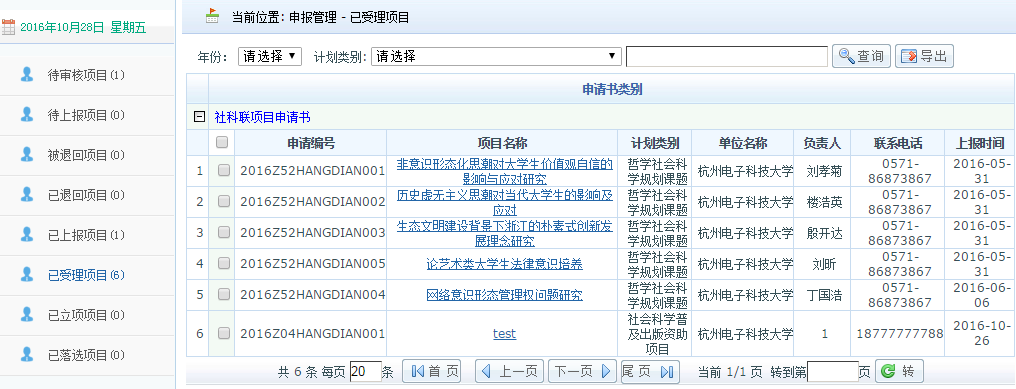 2016年10月28日 星期五
待审核项目(1)
待上报项目(0)
被退回项目(0)
已退回项目(0)
已上报项目(1)
已受理项目(6)
已立项项目(0)
已落选项目(0)
当前位置: 申报管理 - 已受理项目
年份: 请选择 计划类别: 请选择 查询 导出
申请书类别
社科联项目申请书
申请编号 项目名称 计划类别 单位名称 负责人 联系电话 上报时间
1 2016Z52HANGDIAN001 非意识形态化思潮对大学生价值观自信的影响与应对研究 哲学社会科学规划课题 杭州电子科技大学 刘孝菊 0571-86873867 2016-05-31
2 2016Z52HANGDIAN002 历史虚无主义思潮对当代大学生的影响及应对 哲学社会科学规划课题 杭州电子科技大学 楼浩英 0571-86873867 2016-05-31
3 2016Z52HANGDIAN003 生态文明建设背景下浙江的朴素式创新发展理念研究 哲学社会科学规划课题 杭州电子科技大学 殷开达 0571-86873867 2016-05-31
4 2016Z52HANGDIAN005 论艺术类大学生法律意识培养 哲学社会科学规划课题 杭州电子科技大学 刘昕 0571-86873867 2016-05-31
5 2016Z52HANGDIAN004 网络意识形态管理权问题研究 哲学社会科学规划课题 杭州电子科技大学 丁国浩 0571-86873867 2016-06-06
6 2016Z04HANGDIAN001 test 社会科学普及出版资助项目 杭州电子科技大学 1 18777777788 2016-10-26
共 6 条 每页 20 条 首 页 上一页 下一页 尾 页 当前 1/1 页 转到 页 转